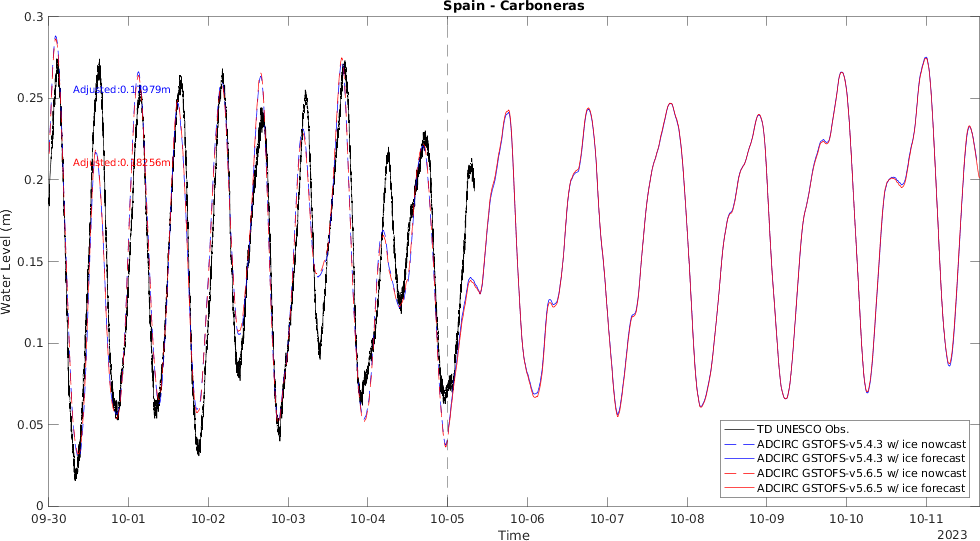 Spain - Carboneras
0.3
0.25
0.2
0.15
0.1
0.05
0
Water Level (m)
Adjusted:0.17979m
Adjusted:0.18256m
TD UNESCO Obs.
ADCIRC GSTOFS-v5.4.3 w/ ice nowcast
ADCIRC GSTOFS-v5.4.3 w/ ice forecast
ADCIRC GSTOFS-v5.6.5 w/ ice nowcast
ADCIRC GSTOFS-v5.6.5 w/ ice forecast
09-30 10-01 10-02 10-03 10-04 10-05 10-06 10-07 10-08 10-09 10-10 10-11
Time
2023